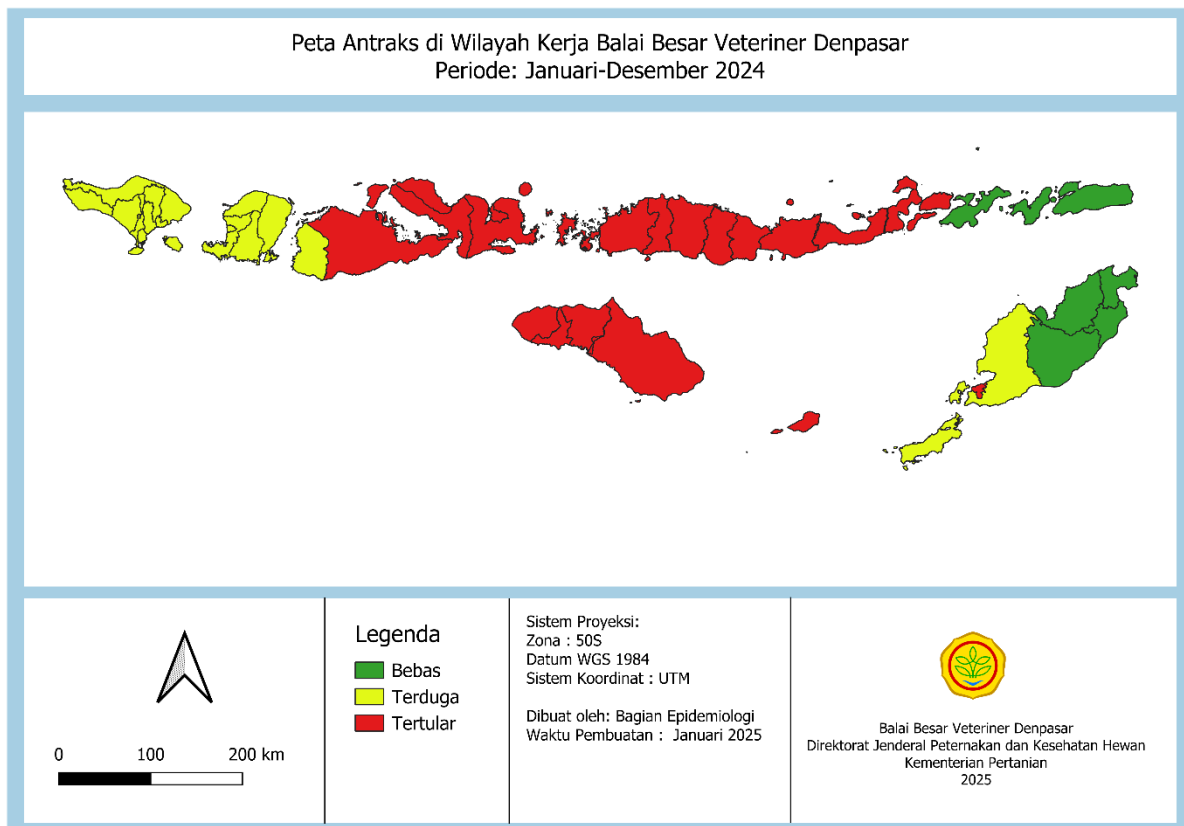 Peta Antraks di Wilayah Kerja Balai Besar Veteriner Denpasar
Periode: Januari-Desember 2024
0 100 200 km
Legenda
Bebas
Terduga
Tertular
Sistem Proyeksi:
Zona : 50S
Datum WGS 1984
Sistem Koordinat : UTM
Dibuat oleh: Bagian Epidemiologi
Waktu Pembuatan : Januari 2025
Balai Besar Veteriner Denpasar
Direktorat Jenderal Peternakan dan Kesehatan Hewan
Kementerian Pertanian
2025